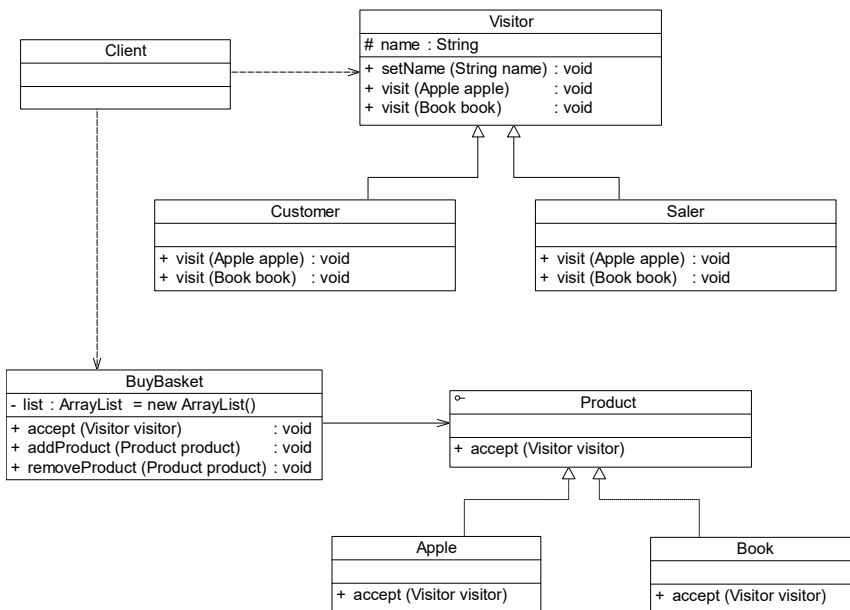 Visitor
# name : String
+ setName (String name) : void
+ visit (Apple apple) : void
+ visit (Book book) : void
Client
Customer
+ visit (Apple apple) : void
+ visit (Book book) : void
Saler
+ visit (Apple apple) : void
+ visit (Book book) : void
BuyBasket
- list : ArrayList = new ArrayList()
+ accept (Visitor visitor) : void
+ addProduct (Product product) : void
+ removeProduct (Product product) : void
Product
+ accept (Visitor visitor)
Apple
+ accept (Visitor visitor)
Book
+ accept (Visitor visitor)